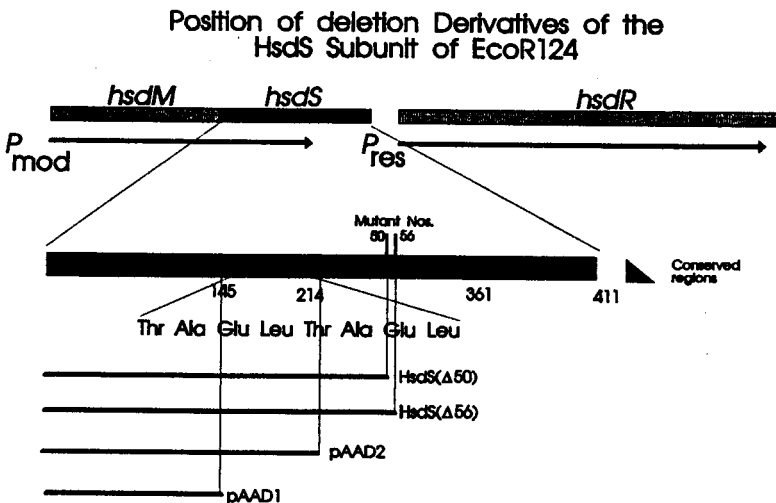 Position of deletion Derivatives of the
HsdS Subunit of EcoR124
hsdM hsdS hsdR
Pmod Pres
Mutant Nos.
50 56
145 214 361 411
Conserved regions
Thr Ala Glu Leu Thr Ala Glu Leu
HsdS(Δ50)
HsdS(Δ56)
pAAD2
pAAD1